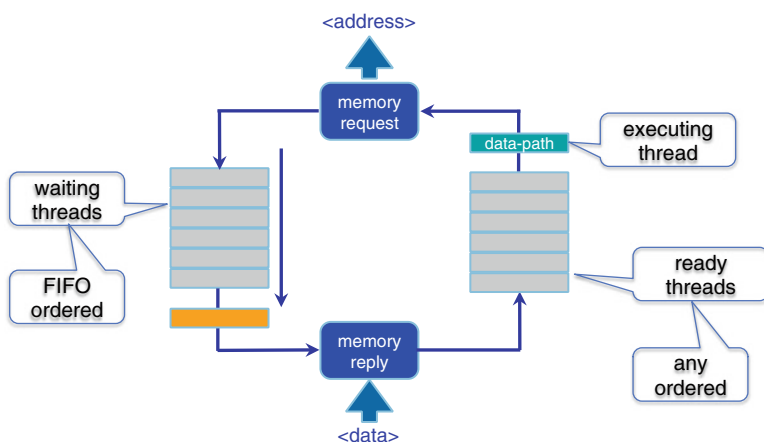 <address>
memory
request
data-path
executing
thread
waiting
threads
FIFO
ordered
ready
threads
any
ordered
memory
reply
<data>